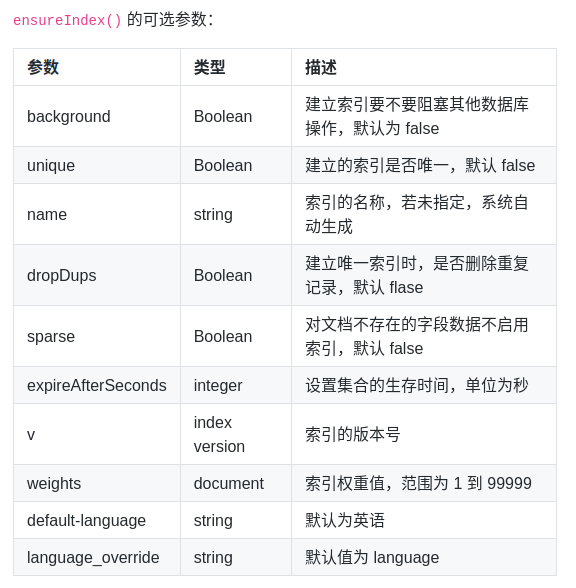 ensureIndex() 的可选参数：
参数 类型 描述
background Boolean 建立索引要不要阻塞其他数据库
操作，默认为 false
unique Boolean 建立的索引是否唯一，默认 false
name string 索引的名称，若未指定，系统自
动生成
dropDups Boolean 建立唯一索引时，是否删除重复
记录，默认 flase
sparse Boolean 对文档不存在的字段数据不启用
索引，默认 false
expireAfterSeconds integer 设置集合的生存时间，单位为秒
v index
version 索引的版本号
weights document 索引权重值，范围为 1 到 99999
default-language string 默认为英语
language_override string 默认值为 language